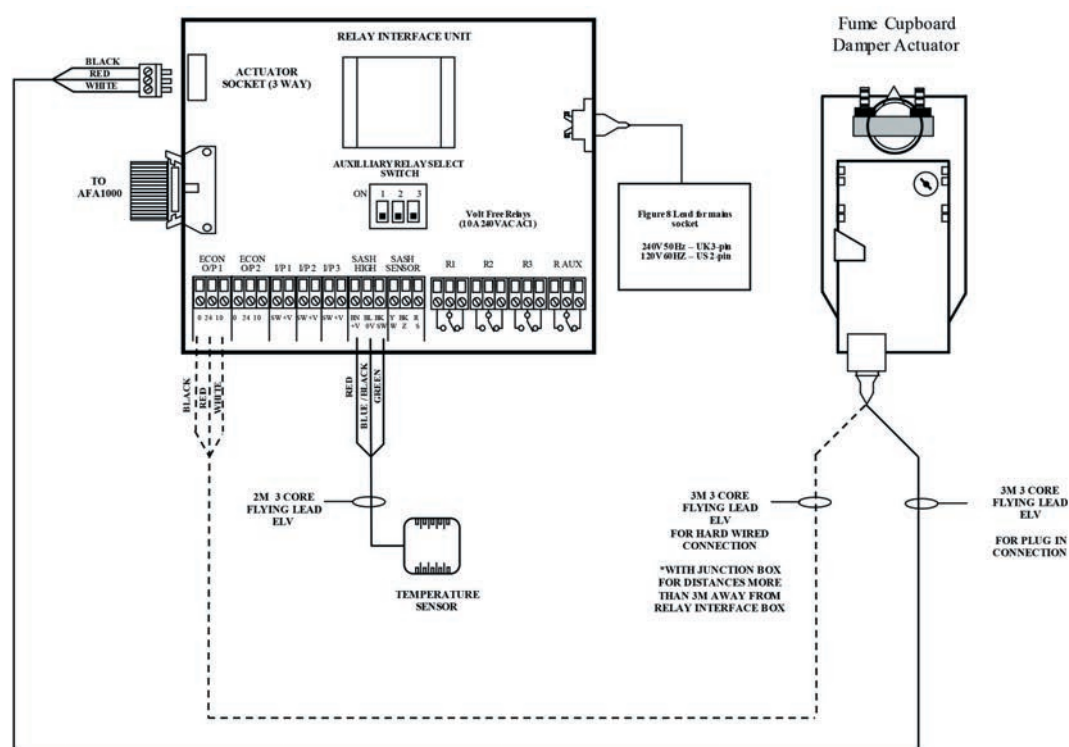 Fume Cupboard
Damper Actuator
RELAY INTERFACE UNIT
BLACK
RED
WHITE
ACTUATOR
SOCKET (3 WAY)
TO
AFA1000
AUXILLIARY RELAY SELECT
SWITCH
ON
1 2 3
Volt Free Relays
(10A 240VAC AC1)
Figure 8 Lead for mains
socket
240V 50Hz – UK 3-pin
120V 60HZ – US 2-pin
ECON
O/P1
ECON
O/P2
I/P1
I/P2
I/P3
SASH
HIGH
SASH
SENSOR
R1
R2
R3
R AUX
0 24 10
0 24 10
SW +V
SW +V
SW +V
BN BL BK
+V 0V SW
Y BK R
W Z S
BLACK
RED
WHITE
RED
BLUE / BLACK
GREEN
2M 3 CORE
FLYING LEAD
ELV
TEMPERATURE
SENSOR
3M 3 CORE
FLYING LEAD
ELV
FOR HARD WIRED
CONNECTION
*WITH JUNCTION BOX
FOR DISTANCES MORE
THAN 3M AWAY FROM
RELAY INTERFACE BOX
3M 3 CORE
FLYING LEAD
ELV
FOR PLUG IN
CONNECTION